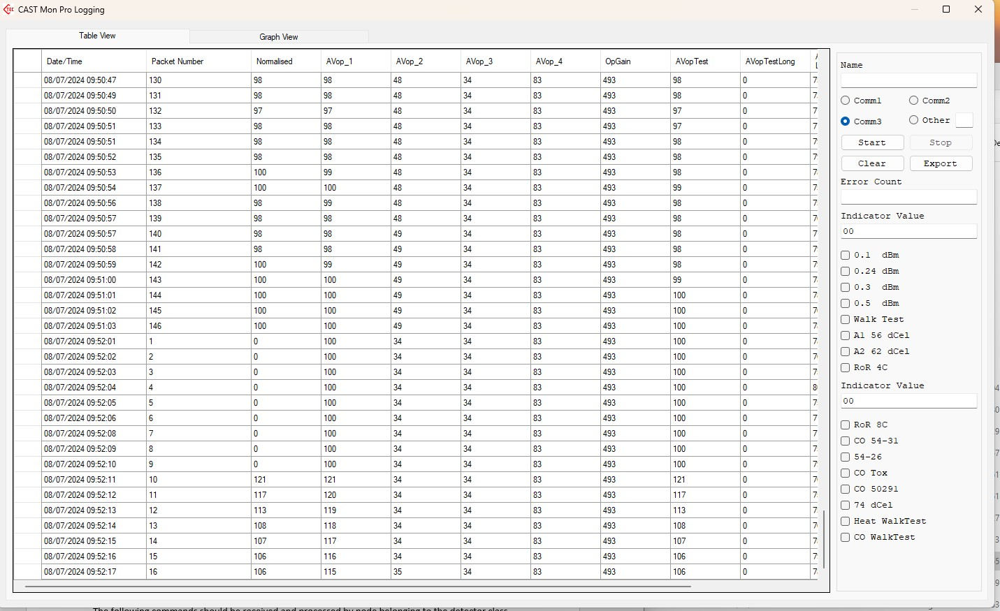 CAST Mon Pro Logging
Table View
Graph View
Date/Time Packet Number Normalised AVop_1 AVop_2 AVop_3 AVop_4 OpGain AVopTest AVopTestLong
08/07/2024 09:50:47 130 98 98 48 34 83 493 98 0
08/07/2024 09:50:49 131 98 98 48 34 83 493 98 0
08/07/2024 09:50:50 132 97 97 48 34 83 493 97 0
08/07/2024 09:50:51 133 98 98 48 34 83 493 97 0
08/07/2024 09:50:51 134 98 98 48 34 83 493 98 0
08/07/2024 09:50:52 135 98 98 48 34 83 493 98 0
08/07/2024 09:50:53 136 100 99 48 34 83 493 98 0
08/07/2024 09:50:54 137 100 100 48 34 83 493 99 0
08/07/2024 09:50:56 138 98 99 48 34 83 493 98 0
08/07/2024 09:50:57 139 98 98 48 34 83 493 98 0
08/07/2024 09:50:57 140 98 98 49 34 83 493 98 0
08/07/2024 09:50:58 141 98 98 49 34 83 493 98 0
08/07/2024 09:50:59 142 100 99 49 34 83 493 98 0
08/07/2024 09:51:00 143 100 100 49 34 83 493 99 0
08/07/2024 09:51:01 144 100 100 49 34 83 493 100 0
08/07/2024 09:51:02 145 100 100 49 34 83 493 100 0
08/07/2024 09:51:03 146 100 100 49 34 83 493 100 0
08/07/2024 09:52:01 1 0 100 34 34 83 493 100 0
08/07/2024 09:52:02 2 0 100 34 34 83 493 100 0
08/07/2024 09:52:03 3 0 100 34 34 83 493 100 0
08/07/2024 09:52:04 4 0 100 34 34 83 493 100 0
08/07/2024 09:52:05 5 0 100 34 34 83 493 100 0
08/07/2024 09:52:06 6 0 100 34 34 83 493 100 0
08/07/2024 09:52:08 7 0 100 34 34 83 493 100 0
08/07/2024 09:52:09 8 0 100 34 34 83 493 100 0
08/07/2024 09:52:10 9 0 100 34 34 83 493 100 0
08/07/2024 09:52:11 10 121 121 34 34 83 493 121 0
08/07/2024 09:52:12 11 117 120 34 34 83 493 117 0
08/07/2024 09:52:13 12 113 119 34 34 83 493 113 0
08/07/2024 09:52:14 13 108 118 34 34 83 493 108 0
08/07/2024 09:52:15 14 107 117 34 34 83 493 107 0
08/07/2024 09:52:16 15 106 116 34 34 83 493 106 0
08/07/2024 09:52:17 16 106 115 35 34 83 493 106 0
Name
Comm1 Comm2
Comm3 Other
Start Stop
Clear Export
Error Count
Indicator Value
00
0.1 dBm
0.24 dBm
0.3 dBm
0.5 dBm
Walk Test
A1 56 dCel
A2 62 dCel
RoR 4C
Indicator Value
00
RoR 8C
CO 54-31
54-26
CO Tox
CO 50291
74 dCel
Heat WalkTest
CO WalkTest
The following commands should be received and processed by node belonging to the detector class